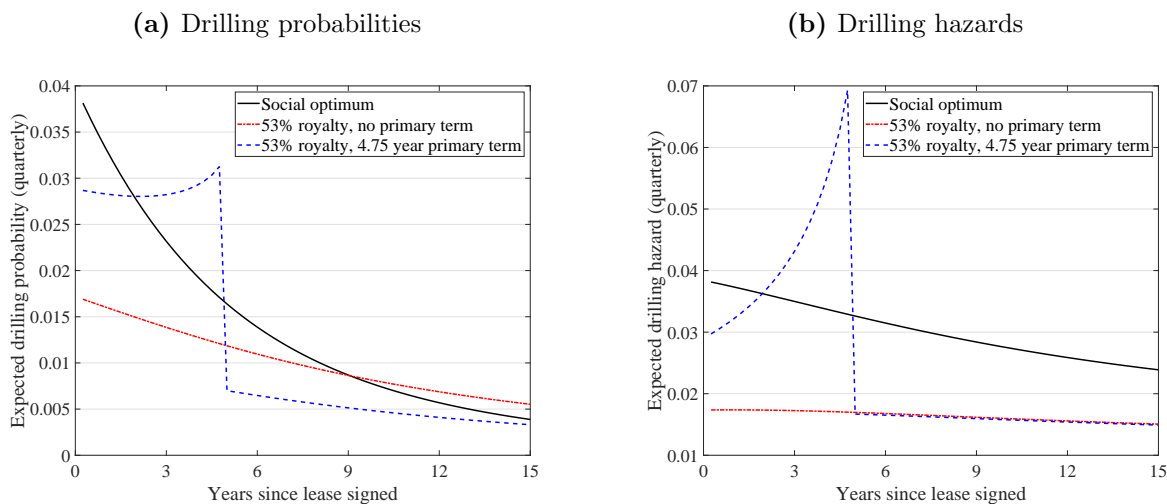 (a) Drilling probabilities
Expected drilling probability (quarterly)
0.04
0.035
0.03
0.025
0.02
0.015
0.01
0.005
0
Social optimum
53% royalty, no primary term
53% royalty, 4.75 year primary term
0 3 6 9 12 15
Years since lease signed
(b) Drilling hazards
Expected drilling hazard (quarterly)
0.07
0.06
0.05
0.04
0.03
0.02
0.01
Social optimum
53% royalty, no primary term
53% royalty, 4.75 year primary term
0 3 6 9 12 15
Years since lease signed